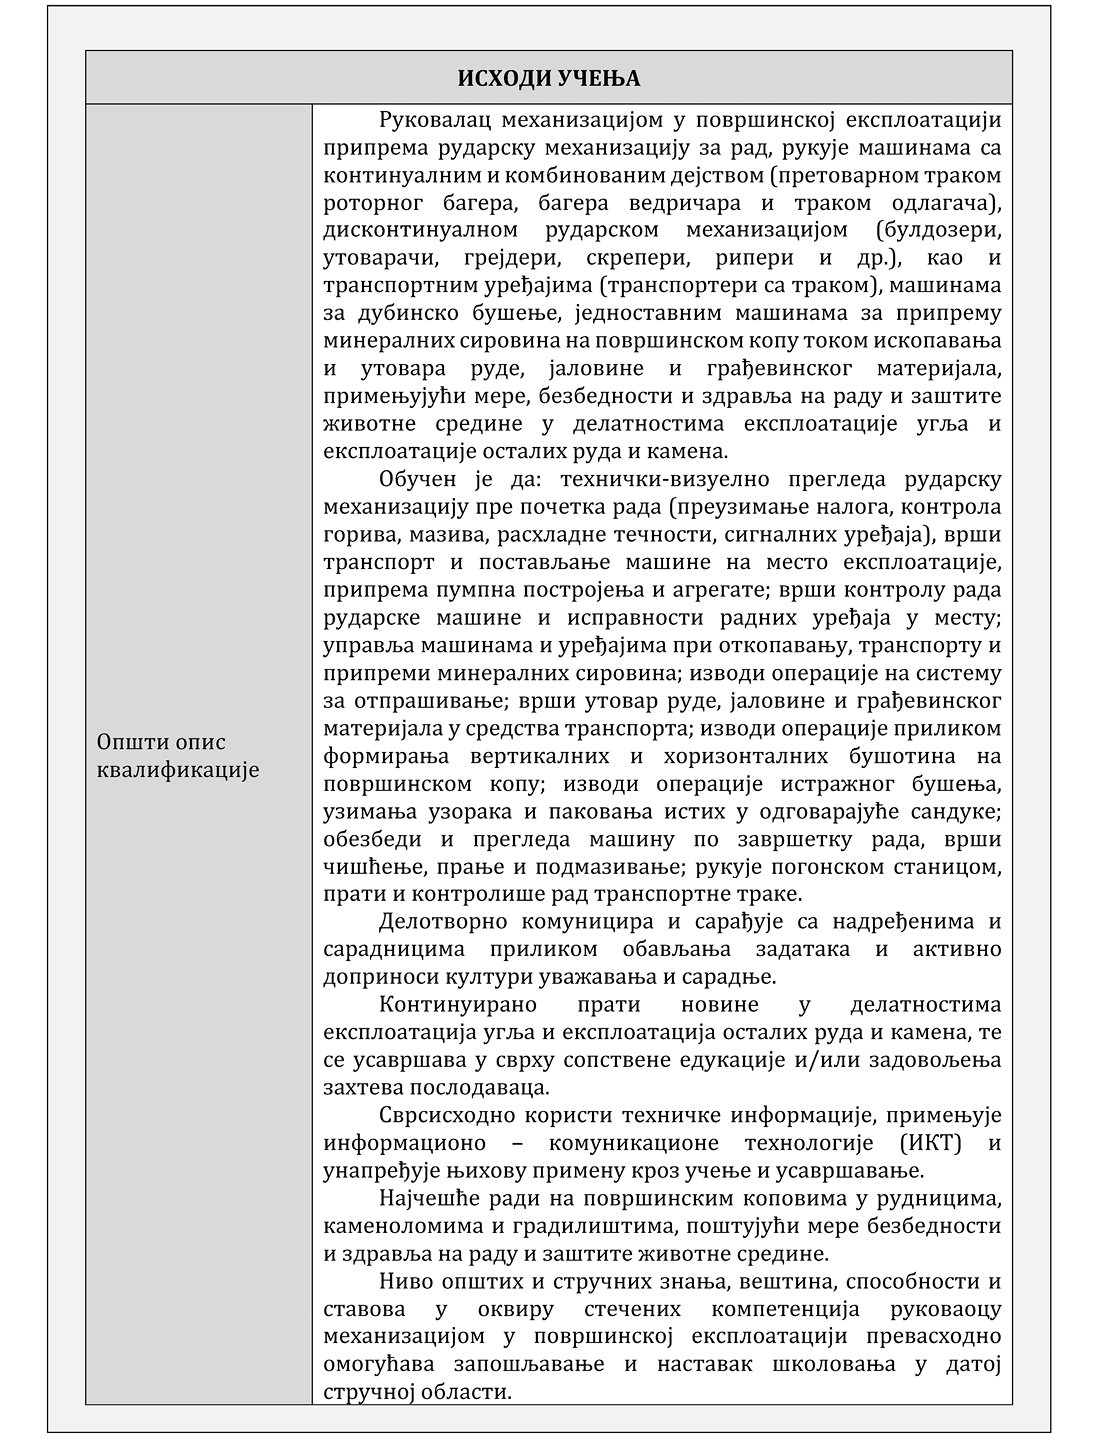 ИСХОДИ УЧЕЊА
Општи опис
квалификације
Руковалац механизацијом у површинској експлоатацији
припрема рударску механизацију за рад, рукује машинама са
континуалним и комбинованим дејством (претоварном траком
роторног багера, багера ведричара и траком одлагача),
дисконтинуалном рударском механизацијом (булдозери,
утоварачи, грејдери, скрепери, рипери и др.), као и
транспортним уређајима (транспортери са траком), машинама
за дубинско бушење, једноставним машинама за припрему
минералних сировина на површинском копу током ископавања
и утовара руде, јаловине и грађевинског материјала,
примењујући мере, безбедности и здравља на раду и заштите
животне средине у делатностима експлоатације угља и
експлоатације осталих руда и камена.
Обучен је да: технички-визуелно прегледа рударску
механизацију пре почетка рада (преузимање налога, контрола
горива, мазива, расхладне течности, сигналних уређаја), врши
транспорт и постављање машине на место експлоатације,
припрема пумпна постројења и агрегате; врши контролу рада
рударске машине и исправности радних уређаја у месту;
управља машинама и уређајима при откопавању, транспорту и
припреми минералних сировина; изводи операције на систему
за отпрашивање; врши утовар руде, јаловине и грађевинског
материјала у средства транспорта; изводи операције приликом
формирања вертикалних и хоризонталних бушотина на
површинском копу; изводи операције истражног бушења,
узимања узорака и паковања истих у одговарајуће сандуке;
обезбеди и прегледа машину по завршетку рада, врши
чишћење, прање и подмазивање; рукује погонском станицом,
прати и контролише рад транспортне траке.
Делотворно комуницира и сарађује са надређенима и
сарадницима приликом обављања задатака и активно
доприноси култури уважавања и сарадње.
Континуирано прати новине у делатностима
експлоатација угља и експлоатација осталих руда и камена, те
се усавршава у сврху сопствене едукације и/или задовољења
захтева послодаваца.
Сврсисходно користи техничке информације, примењује
информационо – комуникационе технологије (ИКТ) и
унапређује њихову примену кроз учење и усавршавање.
Најчешће ради на површинским коповима у рудницима,
каменоломима и градилиштима, поштујући мере безбедности
и здравља на раду и заштите животне средине.
Ниво општих и стручних знања, вештина, способности и
ставова у оквиру стечених компетенција руковаоцу
механизацијом у површинској експлоатацији превасходно
омогућава запошљавање и наставак школовања у датој
стручној области.